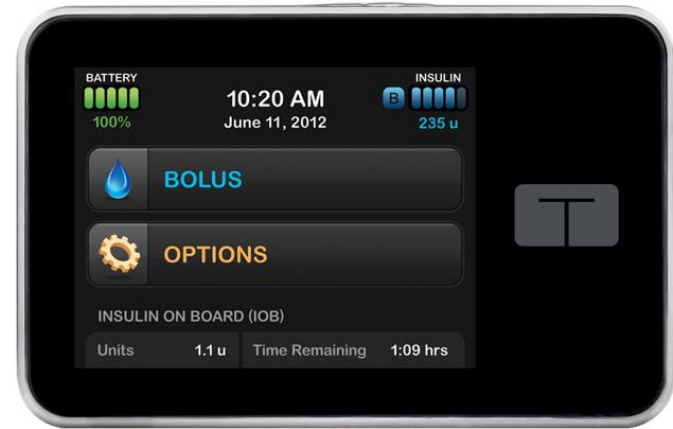 BATTERY
100%
10:20 AM
June 11, 2012
INSULIN
B
235 u
BOLUS
OPTIONS
INSULIN ON BOARD (IOB)
Units 1.1 u Time Remaining 1:09 hrs
T